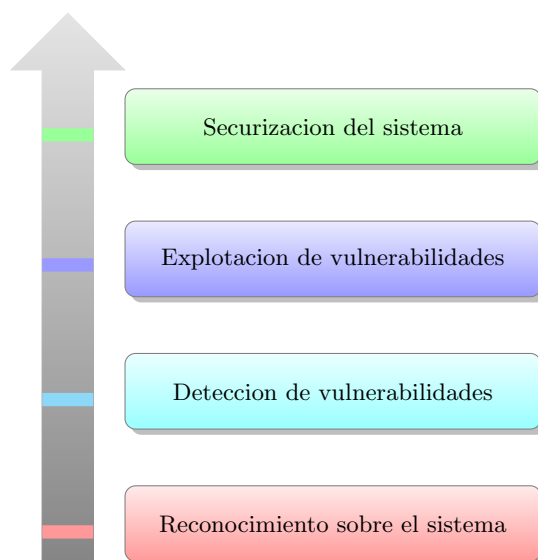 Securizacion del sistema
Explotacion de vulnerabilidades
Deteccion de vulnerabilidades
Reconocimiento sobre el sistema